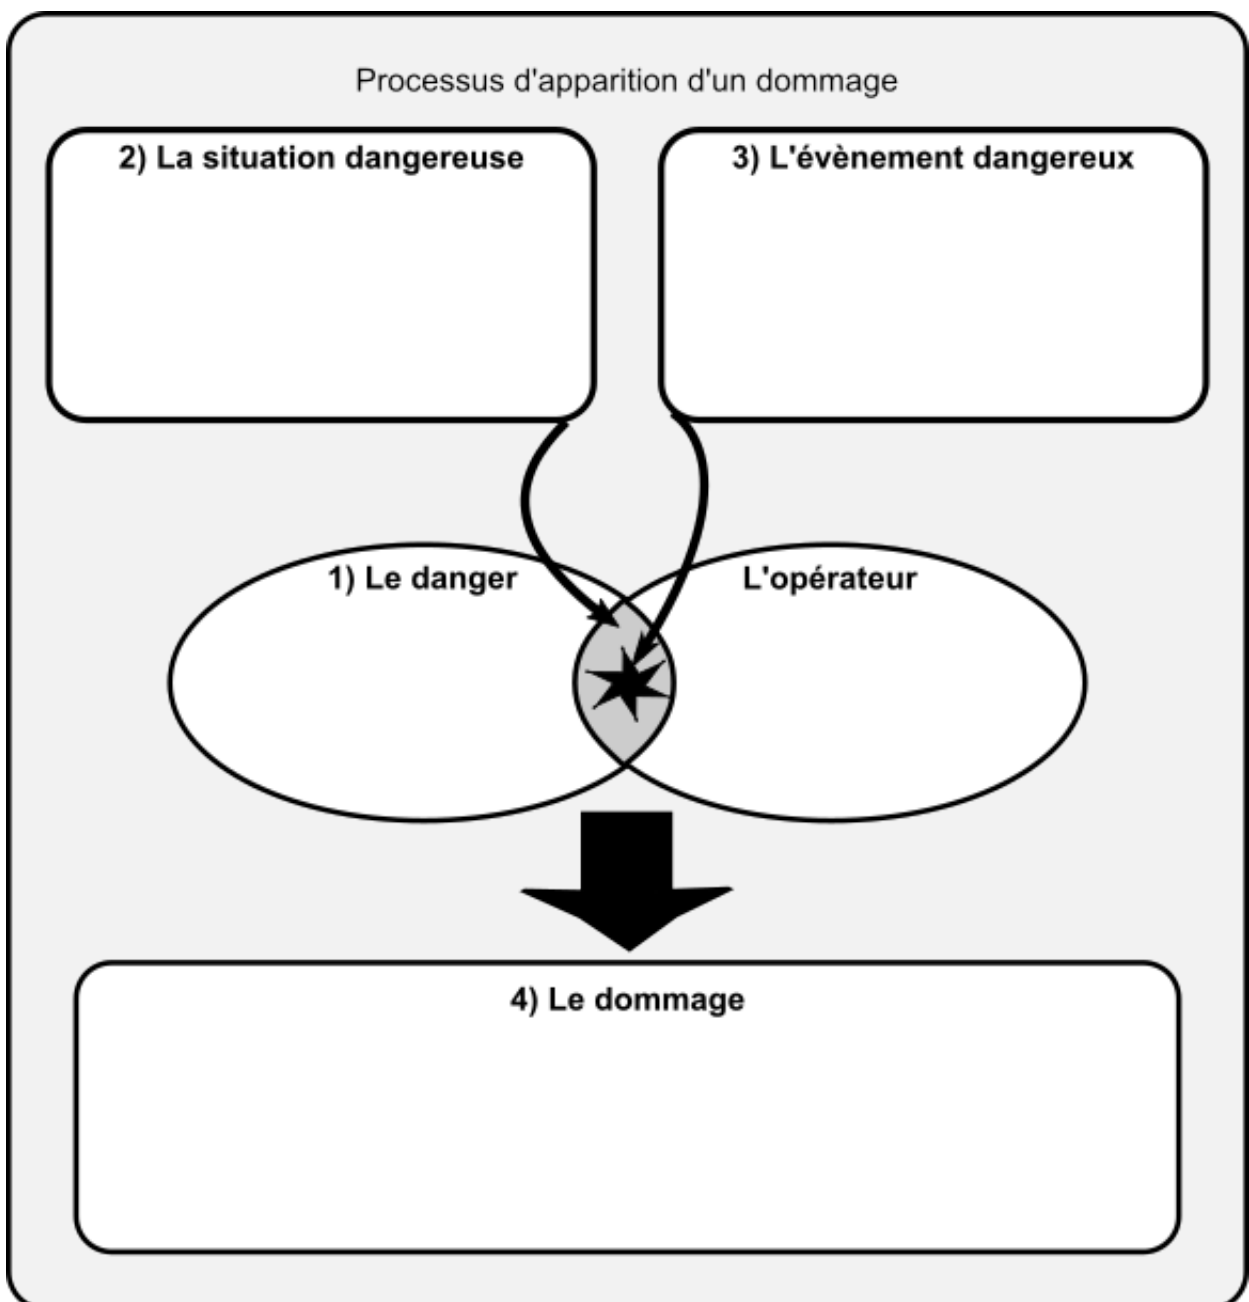 Processus d'apparition d'un dommage
2) La situation dangereuse
3) L'évènement dangereux
1) Le danger
L'opérateur
4) Le dommage